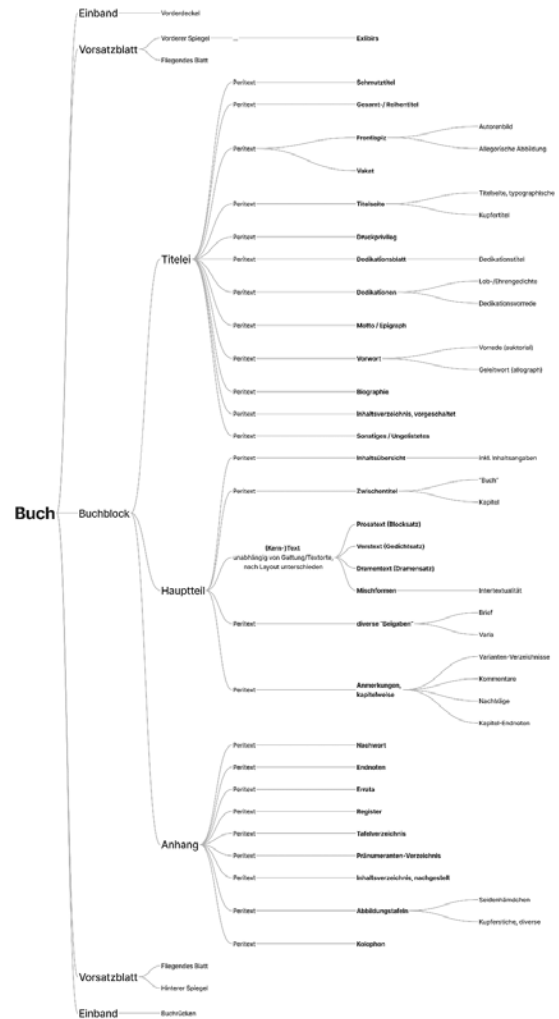 Einband
Vorderdeckel
Vorsatzblatt
Vorderer Spiegel
...
Exlibirs
Fliegendes Blatt
Peritext
Schmutztitel
Peritext
Gesamt-/ Reihentitel
Peritext
Frontispiz
Autorenbild
Allegorische Abbildung
Vakat
Peritext
Titelseite
Titelseite, typographische
Kupfertitel
Peritext
Druckprivileg
Titelei
Peritext
Dedikationsblatt
Dedikationstitel
Peritext
Dedikationen
Lob-/Ehrengedichte
Dedikationsvorrede
Peritext
Motto / Epigraph
Peritext
Vorwort
Vorrede (auktorial)
Geleitwort (allograph)
Peritext
Biographie
Peritext
Inhaltsverzeichnis, vorgeschaltet
Peritext
Sonstiges / Ungelistetes
Buch
Buchblock
Hauptteil
Peritext
Inhaltsübersicht
inkl. Inhaltsangaben
Peritext
Zwischentitel
"Buch"
Kapitel
(Kern-)Text
unabhängig von Gattung/Textorte,
nach Layout unterschieden
Prosatext (Blocksatz)
Verstext (Gedichtsatz)
Dramentext (Dramensatz)
Mischformen
Intertextualität
Peritext
diverse "Beigaben"
Brief
Varia
Peritext
Anmerkungen,
kapitelweise
Varianten-Verzeichnisse
Kommentare
Nachträge
Kapitel-Endnoten
Anhang
Peritext
Nachwort
Peritext
Endnoten
Peritext
Errata
Peritext
Register
Peritext
Tafelverzeichnis
Peritext
Pränumeranten-Verzeichnis
Peritext
Inhaltsverzeichnis, nachgestellt
Peritext
Abbildungstafeln
Seidenhemdchen
Kupferstiche, diverse
Peritext
Kolophon
Vorsatzblatt
Fliegendes Blatt
Hinterer Spiegel
Einband
Buchrücken